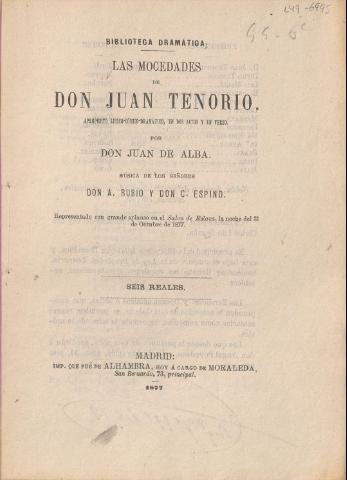 L47-6995
BIBLIOTECA DRAMÁTICA.
LAS MOCEDADES
DE
DON JUAN TENORIO.
APROPÓSITO LÍRICO-CÓMICO-DRAMÁTICO, EN DOS ACTOS Y EN VERSO.
POR
DON JUAN DE ALBA.
MÚSICA DE LOS SEÑORES
DON A. RUBIO Y DON C. ESPINO.
Representado con grande aplauso en el Salon de Eslava, la noche del 31
de Octubre de 1877.
SEIS REALES.
MADRID:
IMP. QUE FUÉ DE ALHAMBRA, HOY Á CARGO DE MORALEDA,
San Bernardo, 73, principal.
1877